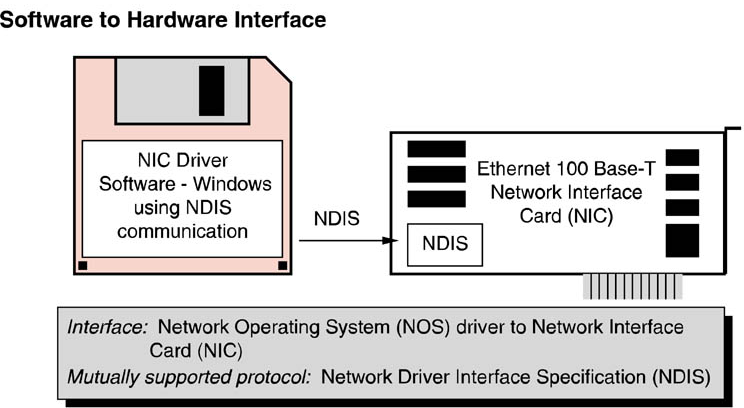 Software to Hardware Interface
NIC Driver
Software - Windows
using NDIS
communication
NDIS
Ethernet 100 Base-T
Network Interface
Card (NIC)
NDIS
Interface: Network Operating System (NOS) driver to Network Interface
Card (NIC)
Mutually supported protocol: Network Driver Interface Specification (NDIS)